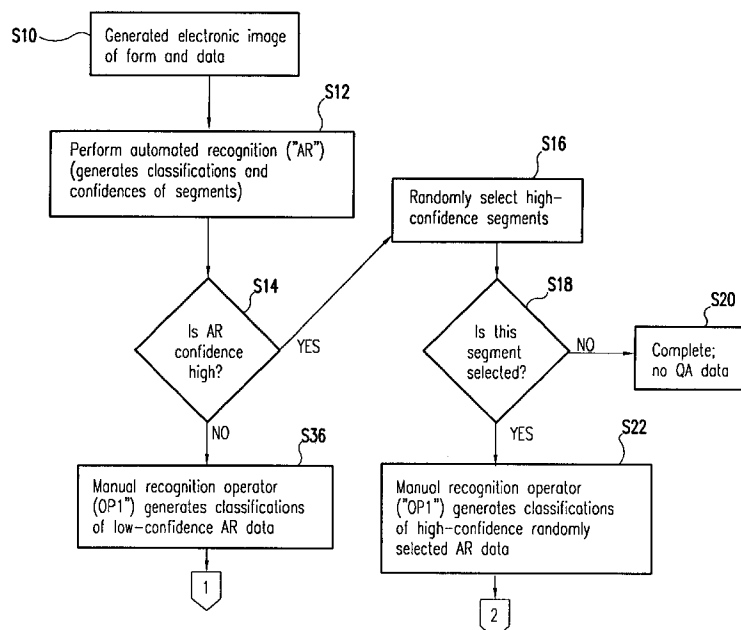 S10
Generated electronic image
of form and data
S12
Perform automated recognition ("AR")
(generates classifications and
confidences of segments)
S16
Randomly select high-
confidence segments
S14
Is AR
confidence
high?
YES
NO
S18
Is this
segment
selected?
NO
YES
S20
Complete;
no QA data
S36
Manual recognition operator
(OP1") generates classifications
of low-confidence AR data
1
S22
Manual recognition operator
("OP1") generates classifications
of high-confidence randomly
selected AR data
2